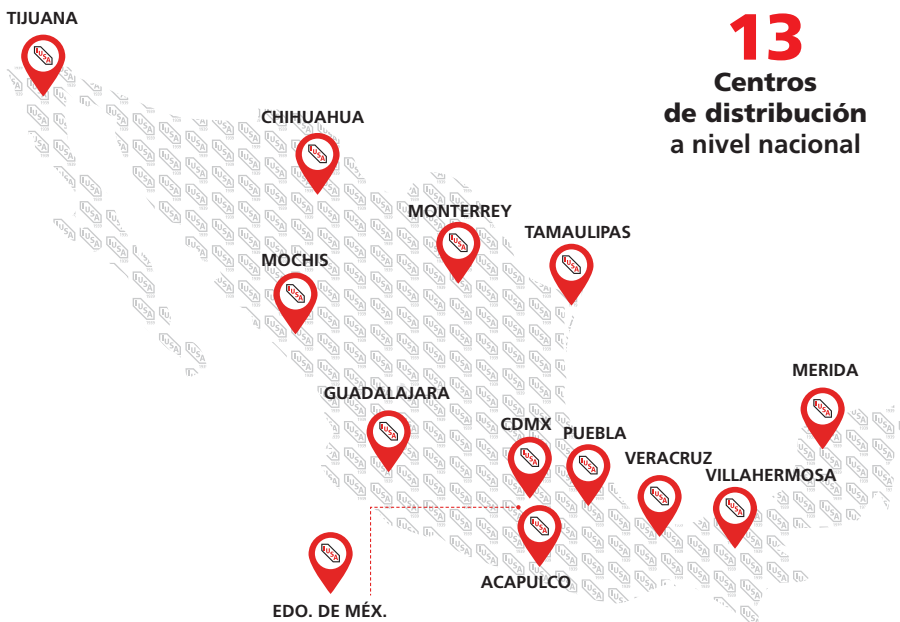 TIJUANA
13
Centros
de distribución
a nivel nacional
CHIHUAHUA
MONTERREY
TAMAULIPAS
MOCHIS
MERIDA
GUADALAJARA
CDMX
PUEBLA
VERACRUZ
VILLAHERMOSA
ACAPULCO
EDO. DE MÉX.
IUSA